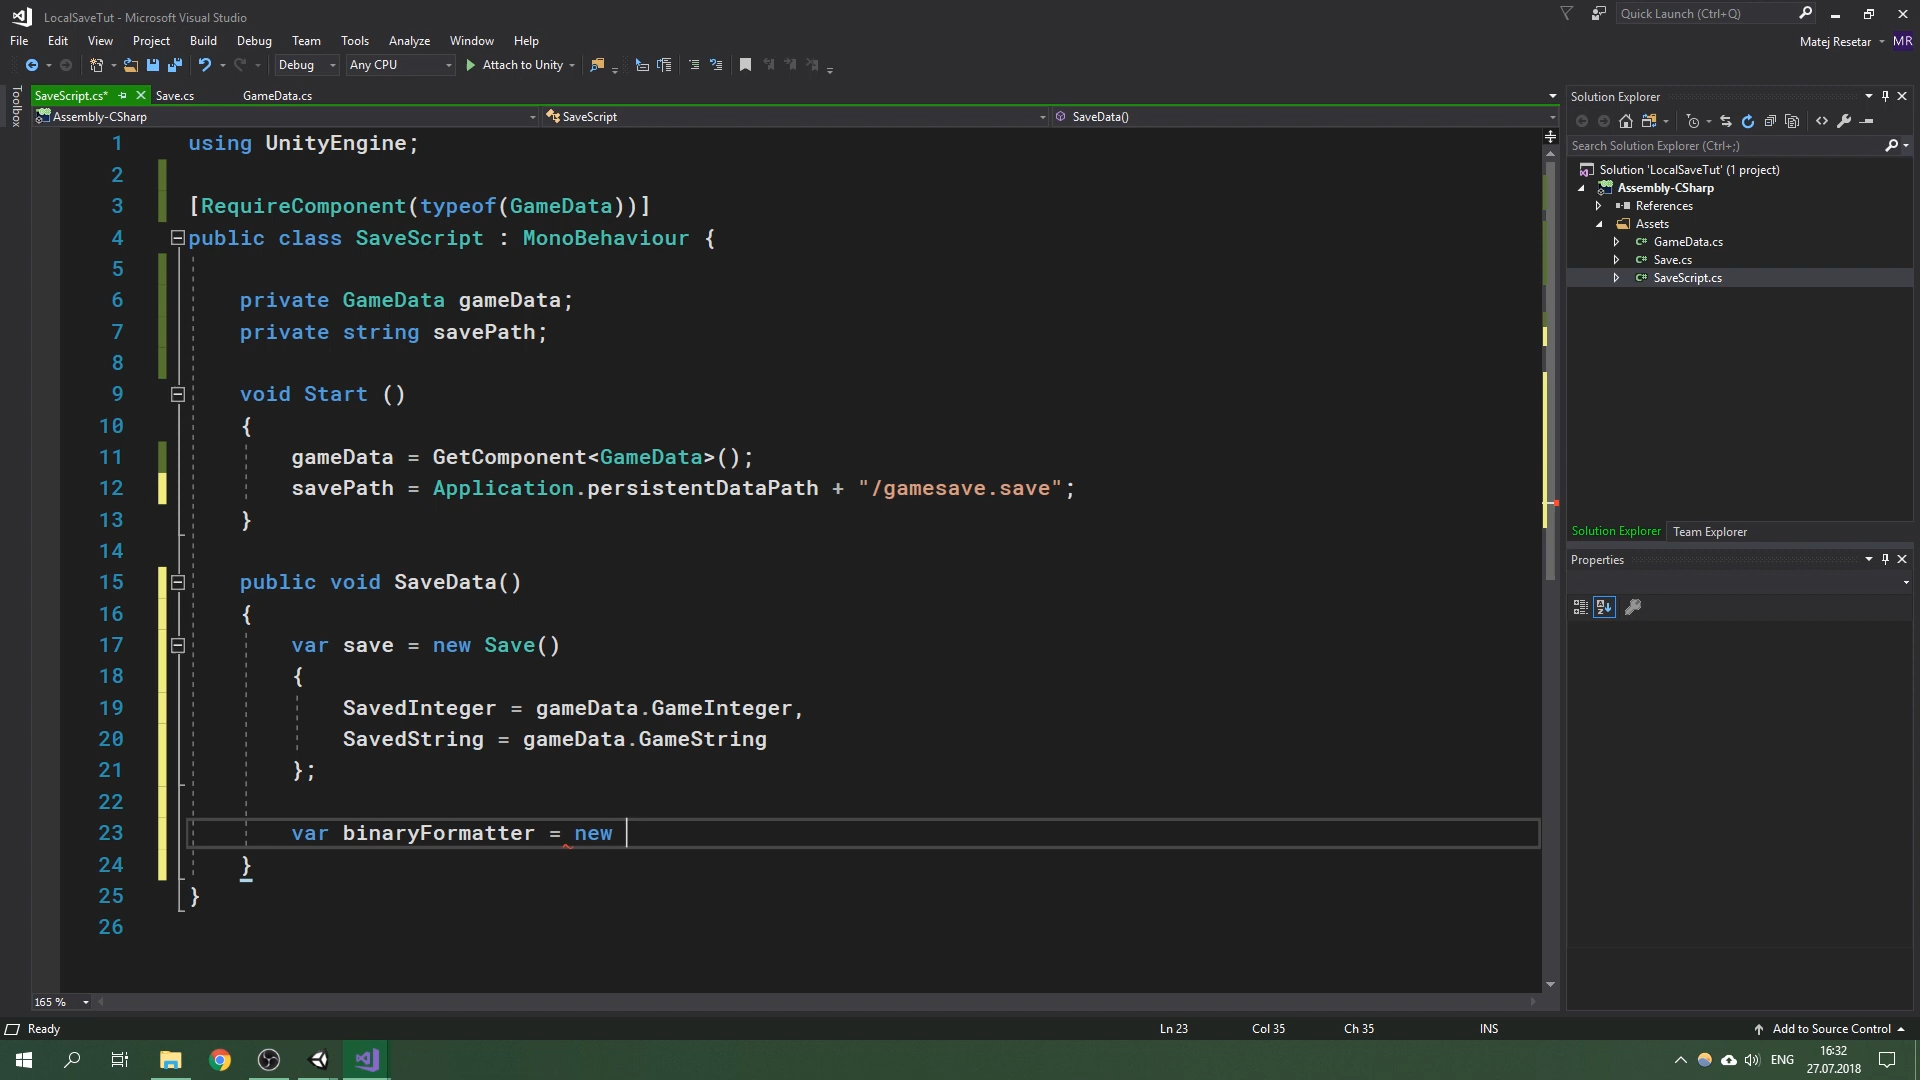 LocalSaveTut - Microsoft Visual Studio
Quick Launch (Ctrl+Q)
File Edit View Project Build Debug Team Tools Analyze Window Help
Matej Resetar MR
Debug Any CPU Attach to Unity
Toolbox
SaveScript.cs* Save.cs GameData.cs
Assembly-CSharp SaveScript SaveData()
1 using UnityEngine;
2
3 [RequireComponent(typeof(GameData))]
4 public class SaveScript : MonoBehaviour {
5
6 private GameData gameData;
7 private string savePath;
8
9 void Start ()
10 {
11 gameData = GetComponent<GameData>();
12 savePath = Application.persistentDataPath + "/gamesave.save";
13 }
14
15 public void SaveData()
16 {
17 var save = new Save()
18 {
19 SavedInteger = gameData.GameInteger,
20 SavedString = gameData.GameString
21 };
22
23 var binaryFormatter = new
24 }
25 }
26
165 %
Solution Explorer
Search Solution Explorer (Ctrl+;)
Solution 'LocalSaveTut' (1 project)
Assembly-CSharp
References
Assets
C# GameData.cs
C# Save.cs
C# SaveScript.cs
Solution Explorer Team Explorer
Properties
Ready Ln 23 Col 35 Ch 35 INS Add to Source Control
ENG 16:32
27.07.2018